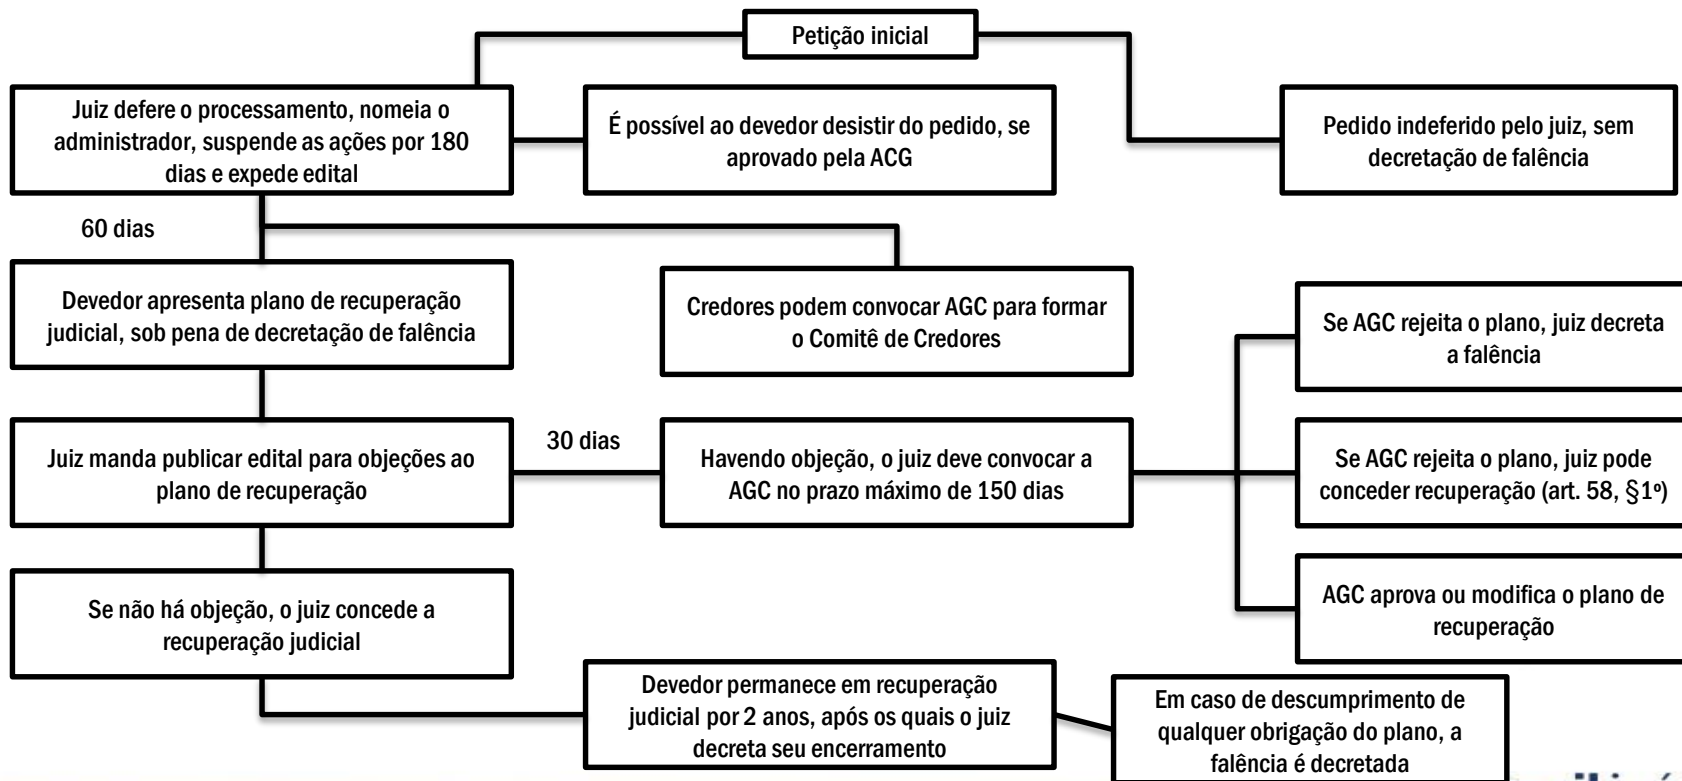 Petição inicial
Juiz defere o processamento, nomeia o
administrador, suspende as ações por 180
dias e expede edital
É possível ao devedor desistir do pedido, se
aprovado pela ACG
Pedido indeferido pelo juiz, sem
decretação de falência
60 dias
Devedor apresenta plano de recuperação
judicial, sob pena de decretação de falência
Credores podem convocar AGC para formar
o Comitê de Credores
Se AGC rejeita o plano, juiz decreta
a falência
Juiz manda publicar edital para objeções ao
plano de recuperação
30 dias
Havendo objeção, o juiz deve convocar a
AGC no prazo máximo de 150 dias
Se AGC rejeita o plano, juiz pode
conceder recuperação (art. 58, §1º)
AGC aprova ou modifica o plano de
recuperação
Se não há objeção, o juiz concede a
recuperação judicial
Devedor permanece em recuperação
judicial por 2 anos, após os quais o juiz
decreta seu encerramento
Em caso de descumprimento de
qualquer obrigação do plano, a
falência é decretada